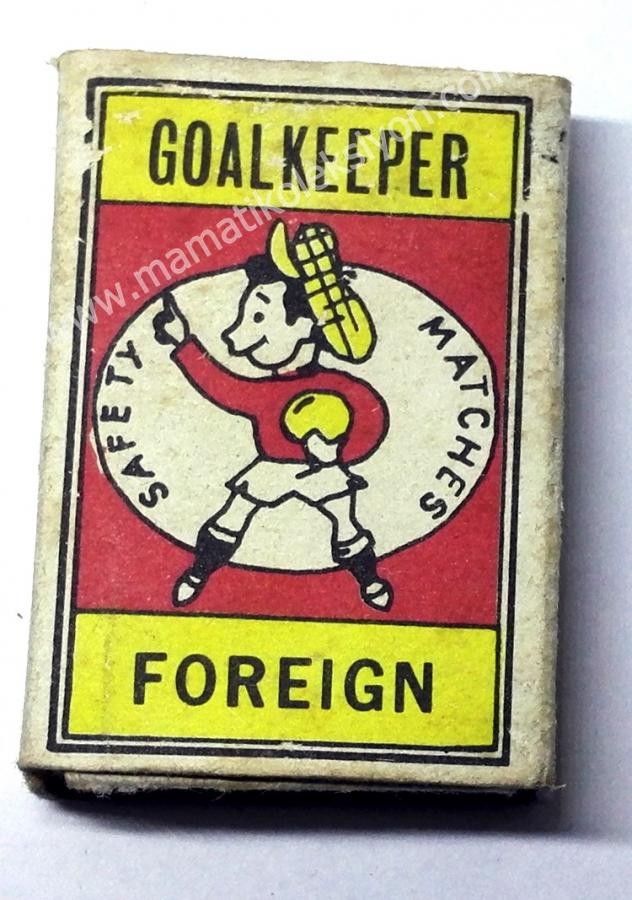 GOALKEEPER
SAFETY MATCHES
FOREIGN
www.mamatikoleksiyon.com